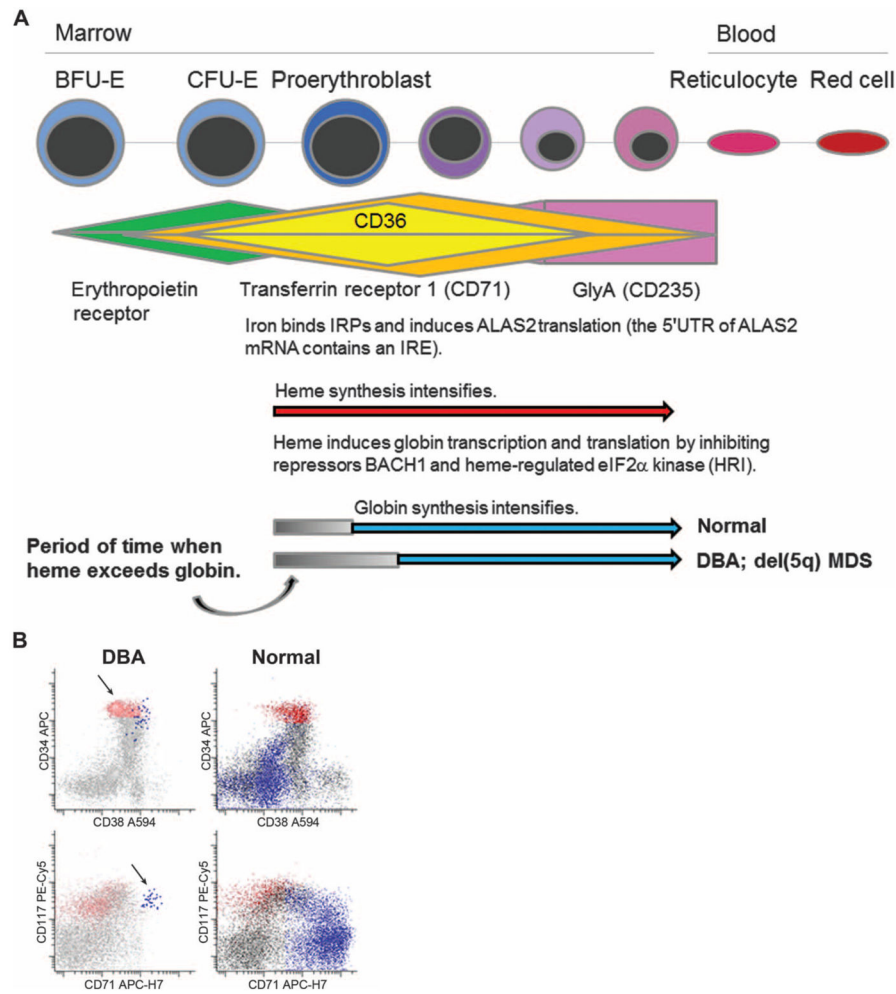 A
Marrow
Blood
BFU-E
CFU-E
Proerythroblast
Reticulocyte
Red cell
CD36
Erythropoietin
receptor
Transferrin receptor 1 (CD71)
GlyA (CD235)
Iron binds IRPs and induces ALAS2 translation (the 5'UTR of ALAS2
mRNA contains an IRE).
Heme synthesis intensifies.
Heme induces globin transcription and translation by inhibiting
repressors BACH1 and heme-regulated eIF2α kinase (HRI).
Globin synthesis intensifies.
Normal
Period of time when
heme exceeds globin.
DBA; del(5q) MDS
B
DBA
Normal
CD34 APC
CD38 A594
CD34 APC
CD38 A594
CD117 PE-Cy5
CD71 APC-H7
CD117 PE-Cy5
CD71 APC-H7